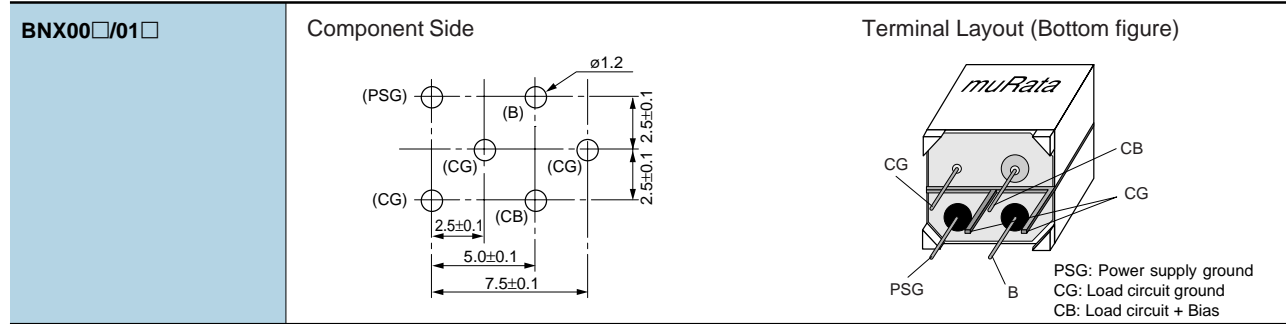 BNX00□/01□
Component Side
ø1.2
(PSG)
(B)
2.5±0.1
(CG)
(CG)
2.5±0.1
(CG)
(CB)
2.5±0.1
5.0±0.1
7.5±0.1
Terminal Layout (Bottom figure)
muRata
CG
CB
CG
PSG
B
PSG: Power supply ground
CG: Load circuit ground
CB: Load circuit + Bias